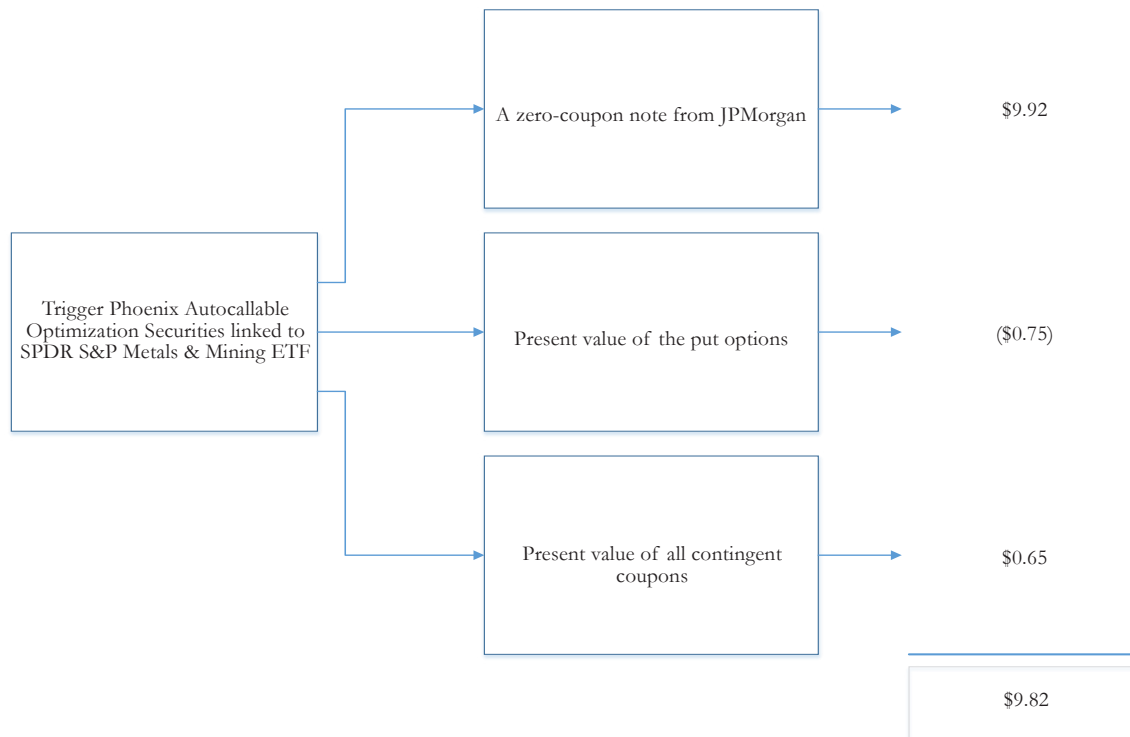 A zero-coupon note from JPMorgan
$9.92
Trigger Phoenix Autocallable
Optimization Securities linked to
SPDR S&P Metals & Mining ETF
Present value of the put options
($0.75)
Present value of all contingent
coupons
$0.65
$9.82